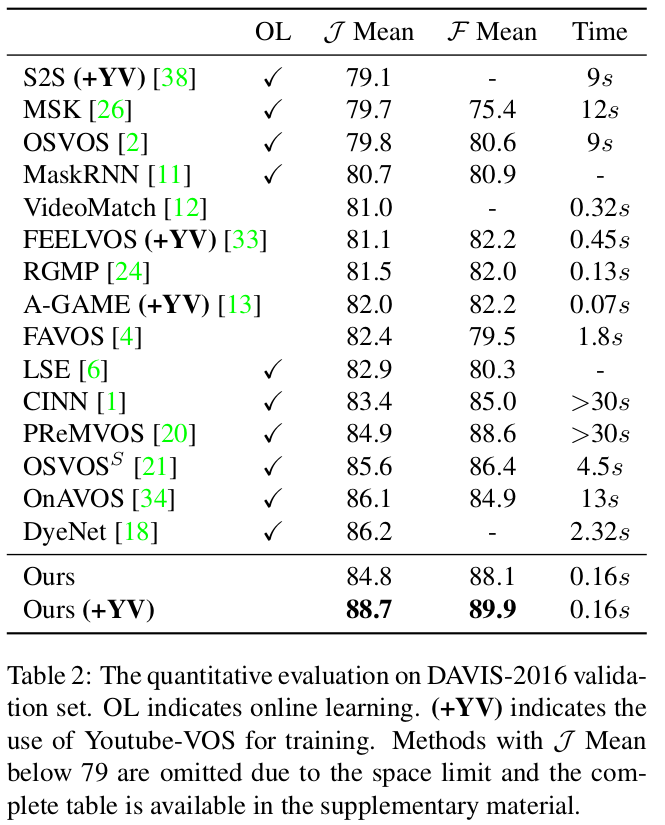 OL J Mean F Mean Time
S2S (+YV) [38] ✓ 79.1 - 9s
MSK [26] ✓ 79.7 75.4 12s
OSVOS [2] ✓ 79.8 80.6 9s
MaskRNN [11] ✓ 80.7 80.9 -
VideoMatch [12] 81.0 - 0.32s
FEELVOS (+YV) [33] 81.1 82.2 0.45s
RGMP [24] 81.5 82.0 0.13s
A-GAME (+YV) [13] 82.0 82.2 0.07s
FAVOS [4] 82.4 79.5 1.8s
LSE [6] ✓ 82.9 80.3 -
CINN [1] ✓ 83.4 85.0 >30s
PReMVOS [20] ✓ 84.9 88.6 >30s
OSVOS^S [21] ✓ 85.6 86.4 4.5s
OnAVOS [34] ✓ 86.1 84.9 13s
DyeNet [18] ✓ 86.2 - 2.32s
Ours 84.8 88.1 0.16s
Ours (+YV) 88.7 89.9 0.16s
Table 2: The quantitative evaluation on DAVIS-2016 valida-
tion set. OL indicates online learning. (+YV) indicates the
use of Youtube-VOS for training. Methods with J Mean
below 79 are omitted due to the space limit and the com-
plete table is available in the supplementary material.